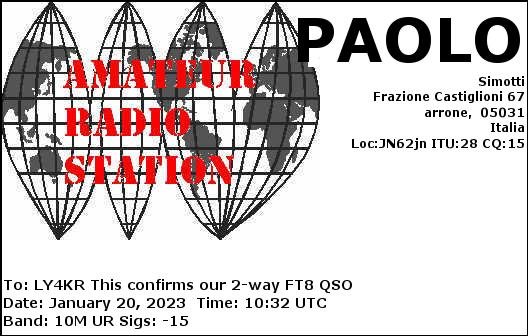 PAOLO
AMATEUR
RADIO
STATION
Simotti
Frazione Castiglioni 67
arrone, 05031
Italia
Loc:JN62jn ITU:28 CQ:15
To: LY4KR This confirms our 2-way FT8 QSO
Date: January 20, 2023 Time: 10:32 UTC
Band: 10M UR Sigs: -15